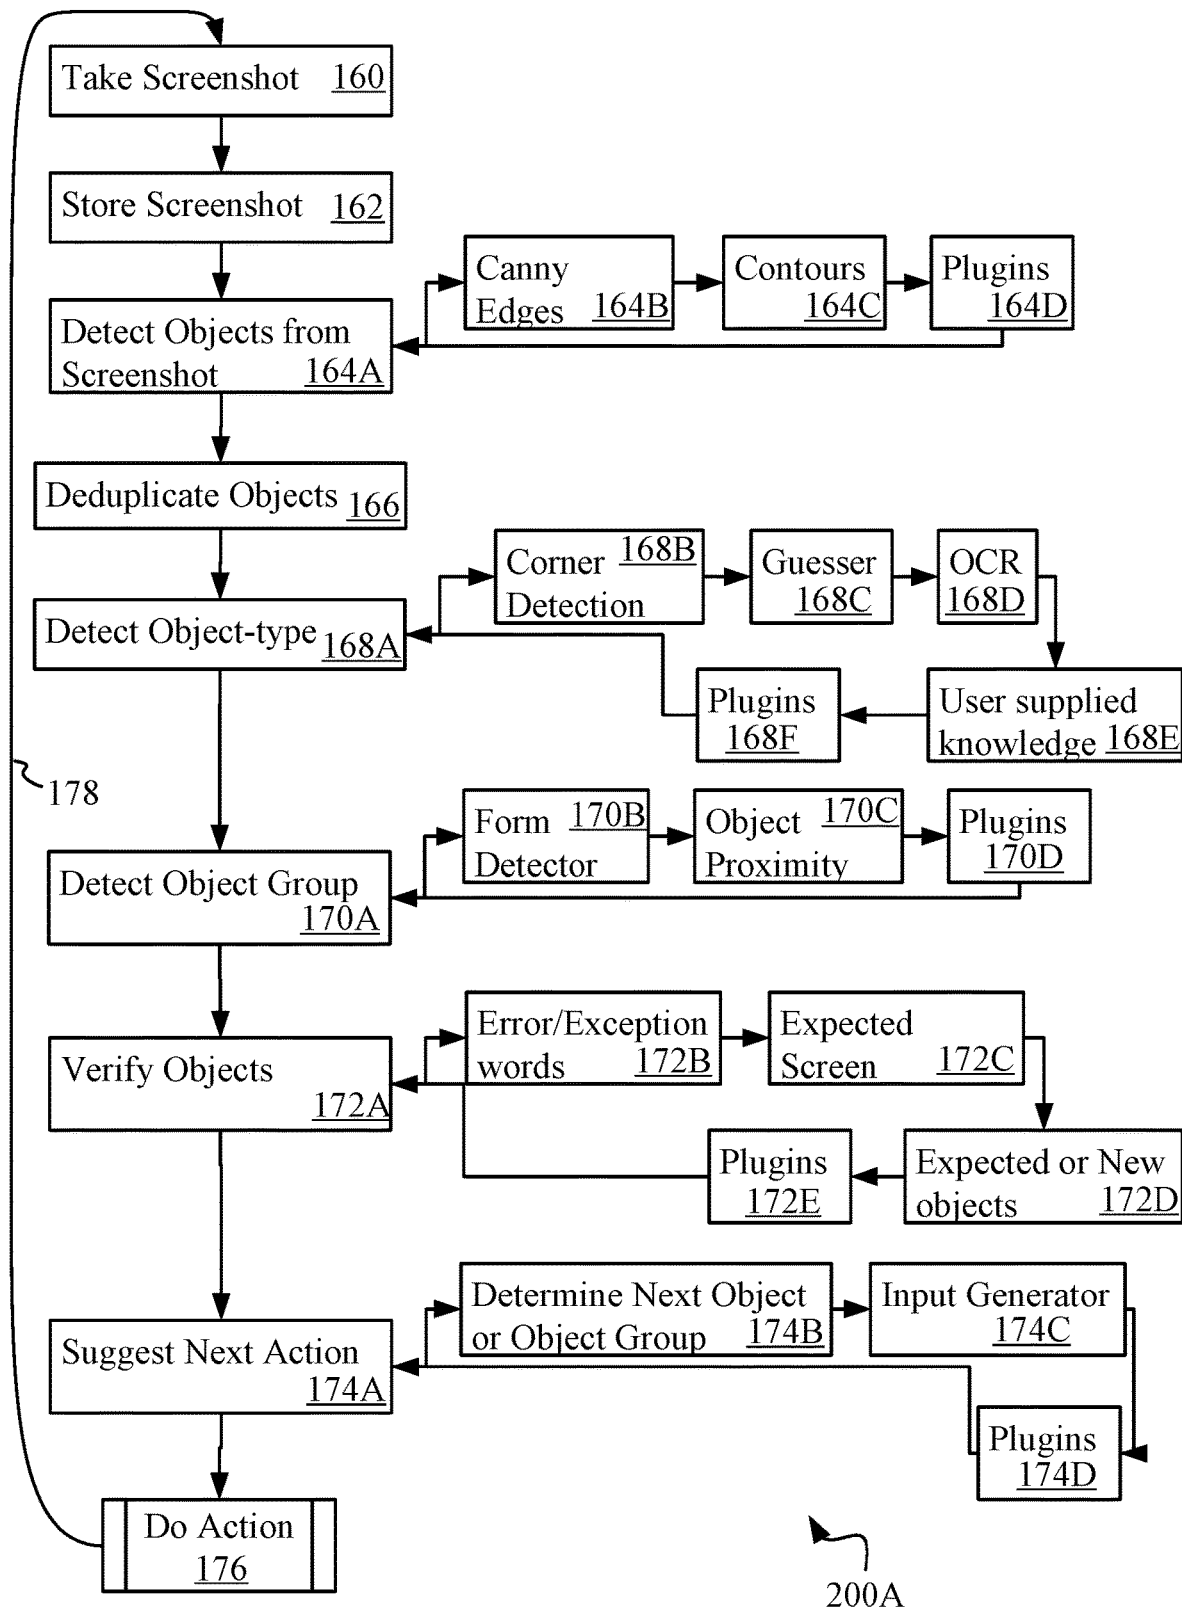 Take Screenshot 160
Store Screenshot 162
Detect Objects from
Screenshot 164A
Canny
Edges 164B
Contours
164C
Plugins
164D
Deduplicate Objects 166
Detect Object-type 168A
Corner 168B
Detection
Guesser
168C
OCR
168D
User supplied
knowledge 168E
Plugins
168F
178
Detect Object Group
170A
Form 170B
Detector
Object 170C
Proximity
Plugins
170D
Verify Objects
172A
Error/Exception
words 172B
Expected
Screen 172C
Expected or New
objects 172D
Plugins
172E
Suggest Next Action
174A
Determine Next Object
or Object Group 174B
Input Generator
174C
Plugins
174D
Do Action
176
200A